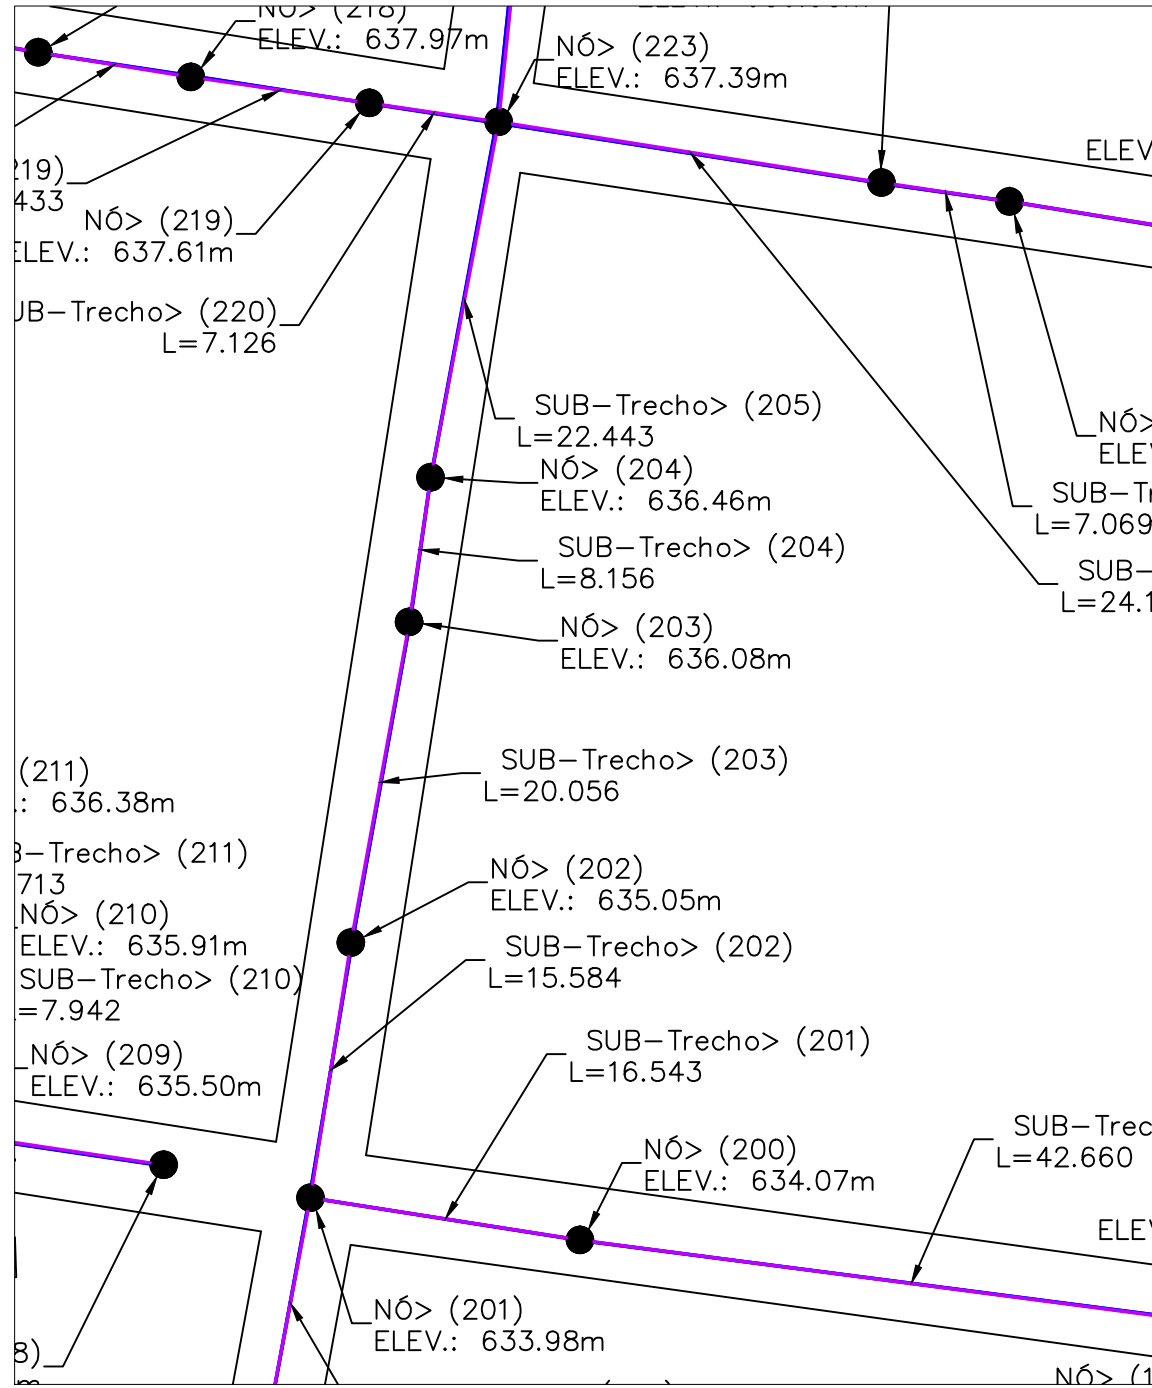 NÓ> (218)
ELEV.: 637.97m
NÓ> (223)
ELEV.: 637.39m
ELEV
219)
433
NÓ> (219)
ELEV.: 637.61m
UB-Trecho> (220)
L=7.126
SUB-Trecho> (205)
L=22.443
NÓ> (204)
ELEV.: 636.46m
NÓ>
ELEV
SUB-Tr
L=7.069
SUB-Trecho> (204)
L=8.156
SUB-
L=24.1
NÓ> (203)
ELEV.: 636.08m
SUB-Trecho> (203)
L=20.056
(211)
.: 636.38m
B-Trecho> (211)
713
NÓ> (202)
ELEV.: 635.05m
NÓ> (210)
ELEV.: 635.91m
SUB-Trecho> (202)
L=15.584
SUB-Trecho> (210)
=7.942
NÓ> (209)
ELEV.: 635.50m
SUB-Trecho> (201)
L=16.543
SUB-Trec
L=42.660
NÓ> (200)
ELEV.: 634.07m
ELEV
NÓ> (201)
ELEV.: 633.98m
8)
m
NÓ> (1